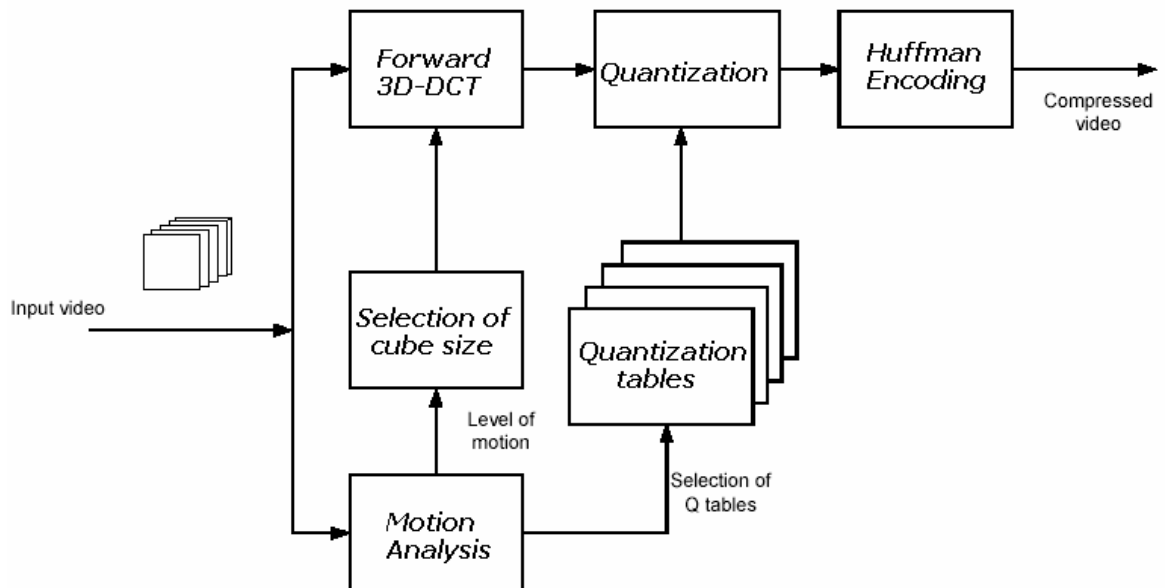 Forward
3D-DCT
Quantization
Huffman
Encoding
Compressed
video
Input video
Selection of
cube size
Quantization
tables
Level of
motion
Selection of
Q tables
Motion
Analysis